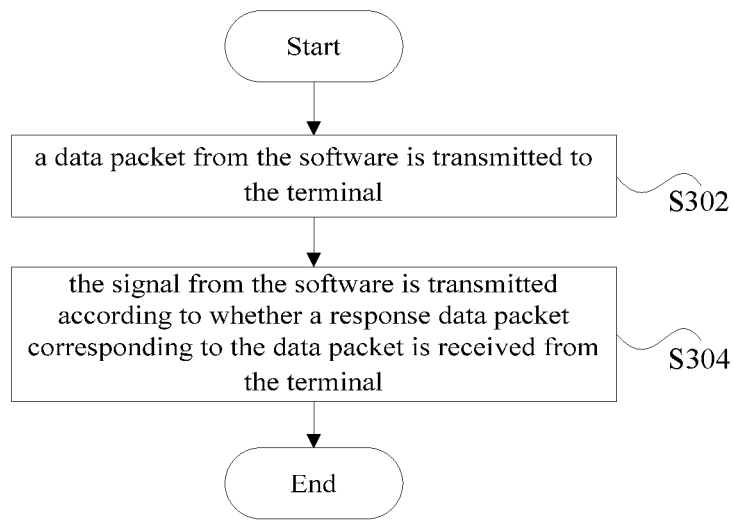 Start
a data packet from the software is transmitted to
the terminal
S302
the signal from the software is transmitted
according to whether a response data packet
corresponding to the data packet is received from
the terminal
S304
End